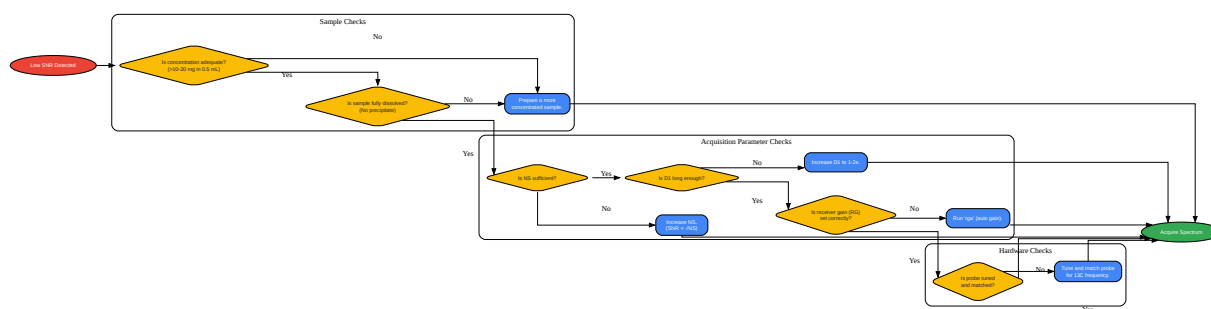 Sample Checks
No
Low SNR Detected
Is concentration adequate?
(>10-20 mg in 0.5 mL)
Yes
Is sample fully dissolved?
(No precipitate)
No
Prepare a more
concentrated sample.
Yes
Acquisition Parameter Checks
Is NS sufficient?
Yes
Is D1 long enough?
No
Increase D1 to 1-2s.
Yes
No
Increase NS.
(SNR ∝ √NS)
Is receiver gain (RG)
set correctly?
No
Run 'rga' (auto gain).
Acquire Spectrum
Yes
Hardware Checks
Is probe tuned
and matched?
No
Tune and match probe
for 13C frequency.
Yes